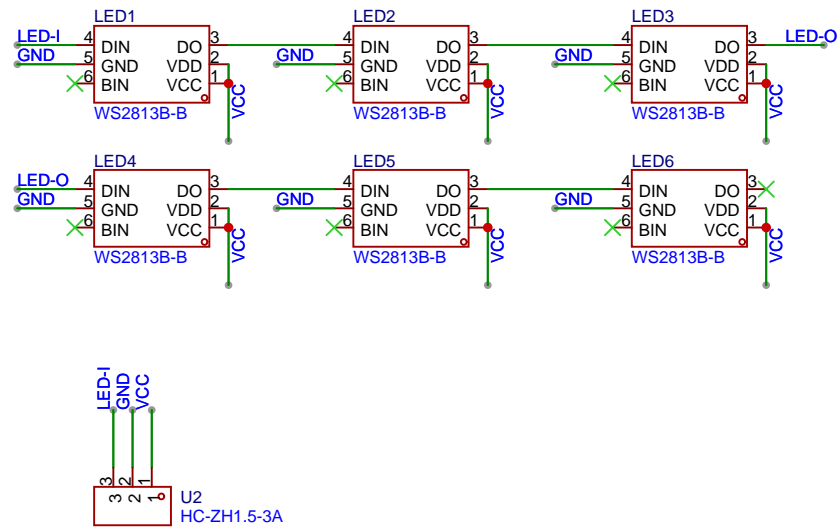 LED1 LED2 LED3
LED-I 4 DIN DO 3 4 DIN DO 3 4 DIN DO 3 LED-O
GND 5 GND VDD 2 GND 5 GND VDD 2 GND 5 GND VDD 2
6 BIN VCC 1 VCC 6 BIN VCC 1 VCC 6 BIN VCC 1 VCC
WS2813B-B WS2813B-B WS2813B-B
LED4 LED5 LED6
LED-O 4 DIN DO 3 4 DIN DO 3 4 DIN DO 3
GND 5 GND VDD 2 GND 5 GND VDD 2 GND 5 GND VDD 2
6 BIN VCC 1 VCC 6 BIN VCC 1 VCC 6 BIN VCC 1 VCC
WS2813B-B WS2813B-B WS2813B-B
LED-I GND VCC
3 2 1
3 2 1 U2
HC-ZH1.5-3A